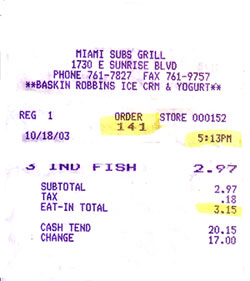 MIAMI SUBS GRILL
1730 E SUNRISE BLVD
PHONE 761-7827 FAX 761-9757
**BASKIN ROBBINS ICE CRM & YOGURT**
REG 1 ORDER STORE 000152
141
10/18/03 5:13PM
3 IND FISH 2.97
SUBTOTAL 2.97
TAX .18
EAT-IN TOTAL 3.15
CASH TEND 20.15
CHANGE 17.00